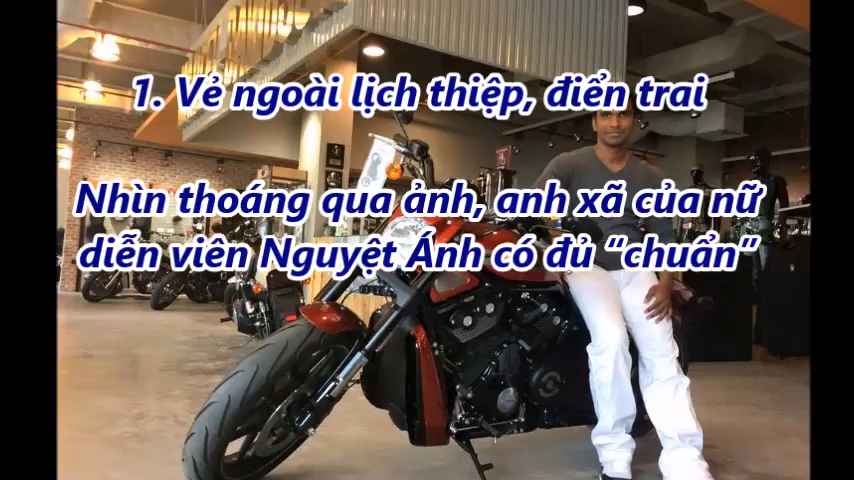 1. Vẻ ngoài lịch thiệp, điển trai
Nhìn thoáng qua ảnh, anh xã của nữ
diễn viên Nguyệt Ánh có đủ “chuẩn”